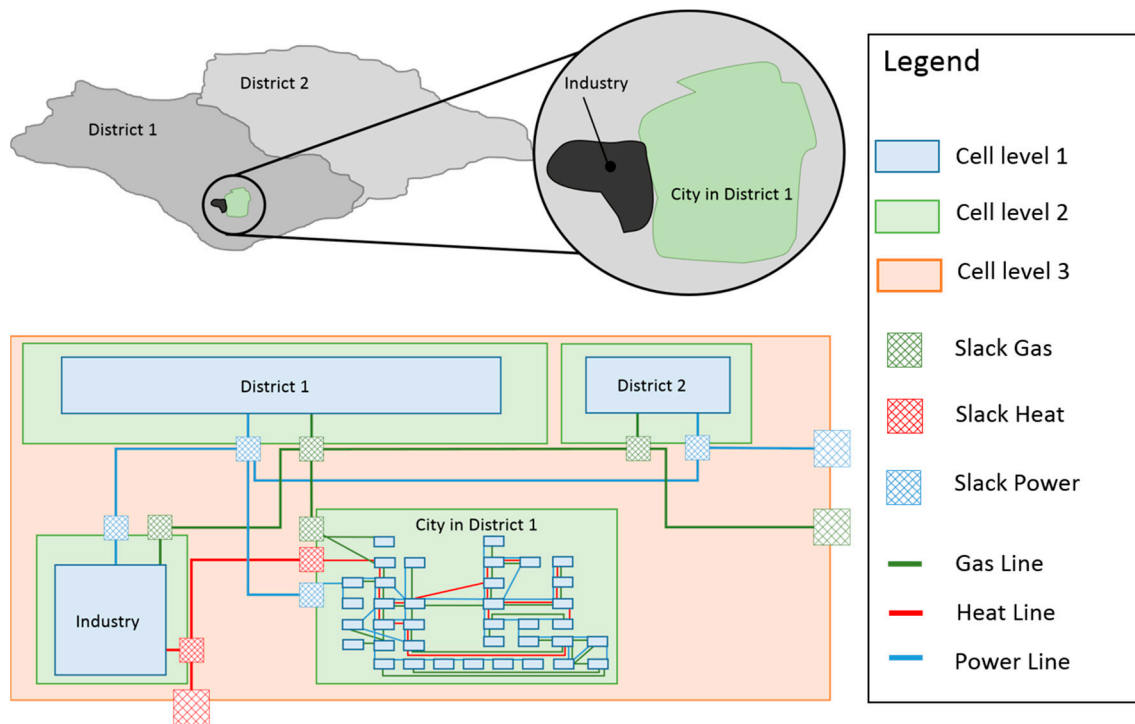 District 2
District 1
Industry
City in District 1
District 1
District 2
City in District 1
Industry
Legend
Cell level 1
Cell level 2
Cell level 3
Slack Gas
Slack Heat
Slack Power
Gas Line
Heat Line
Power Line